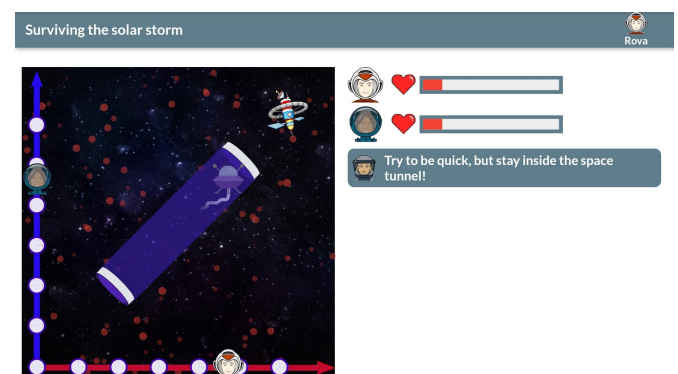 Surviving the solar storm
Rova
Try to be quick, but stay inside the space
tunnel!